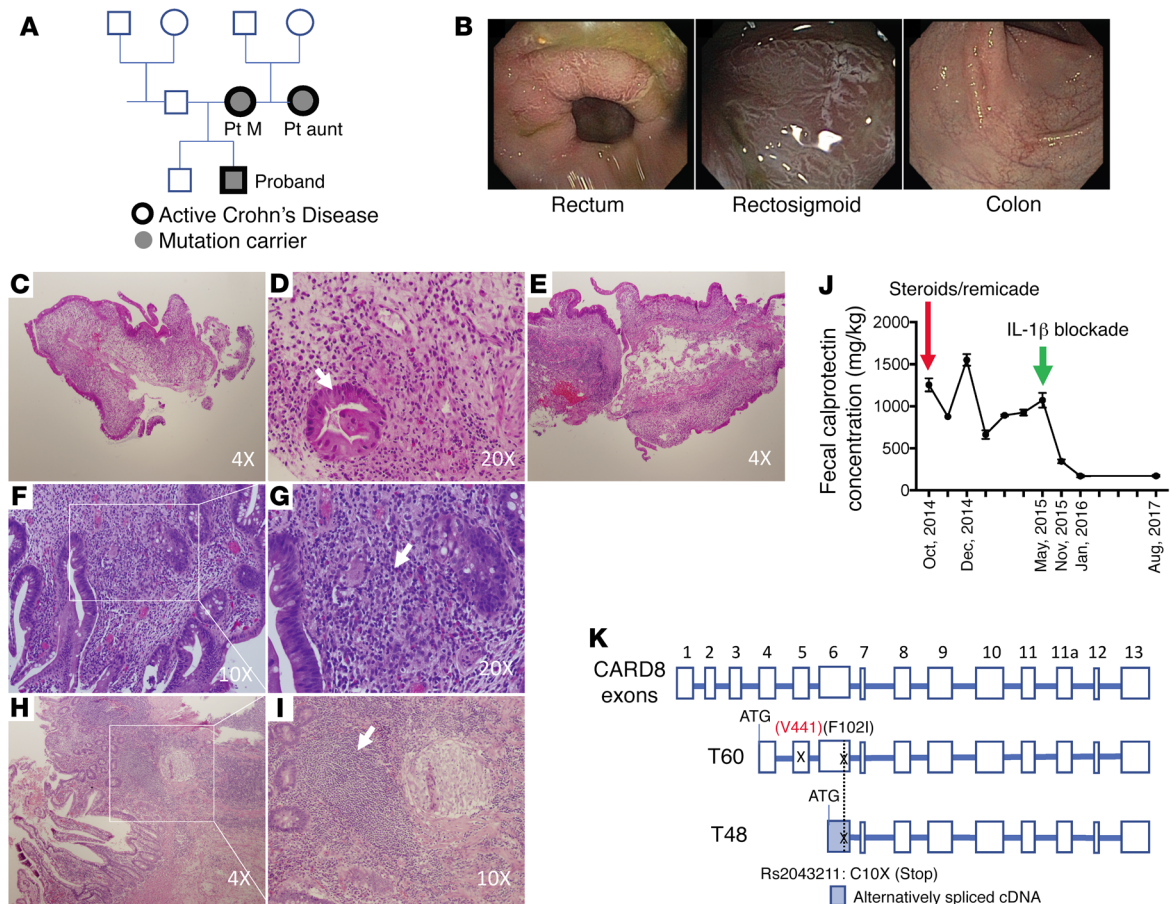 A
Pt M
Pt aunt
Proband
Active Crohn's Disease
Mutation carrier
B
Rectum
Rectosigmoid
Colon
C
4X
D
20X
E
4X
F
10X
G
20X
H
4X
I
10X
J
Steroids/remicade
IL-1β blockade
Fecal calprotectin
concentration (mg/kg)
2000
1500
1000
500
0
Oct, 2014
Dec, 2014
May, 2015
Nov, 2015
Jan, 2016
Aug, 2017
K
1 2 3 4 5 6 7 8 9 10 11 11a 12 13
CARD8
exons
ATG
(V441)(F102I)
T60
X X
ATG
T48
X
Rs2043211: C10X (Stop)
Alternatively spliced cDNA